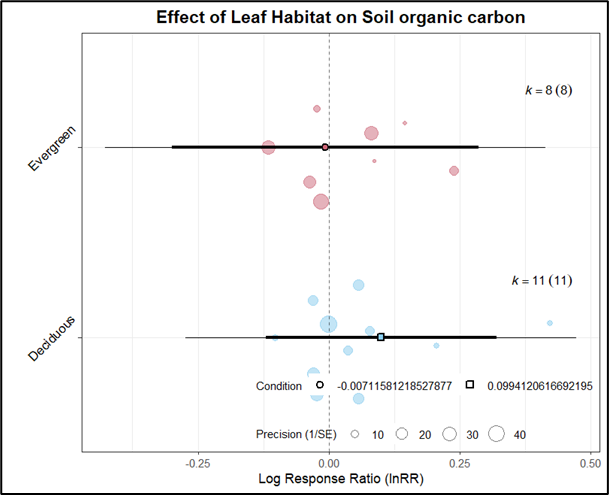 Effect of Leaf Habitat on Soil organic carbon
k = 8 (8)
Evergreen
k = 11 (11)
Deciduous
Condition -0.00711581218527877 0.0994120616692195
Precision (1/SE) 10 20 30 40
-0.25 0.00 0.25 0.50
Log Response Ratio (lnRR)